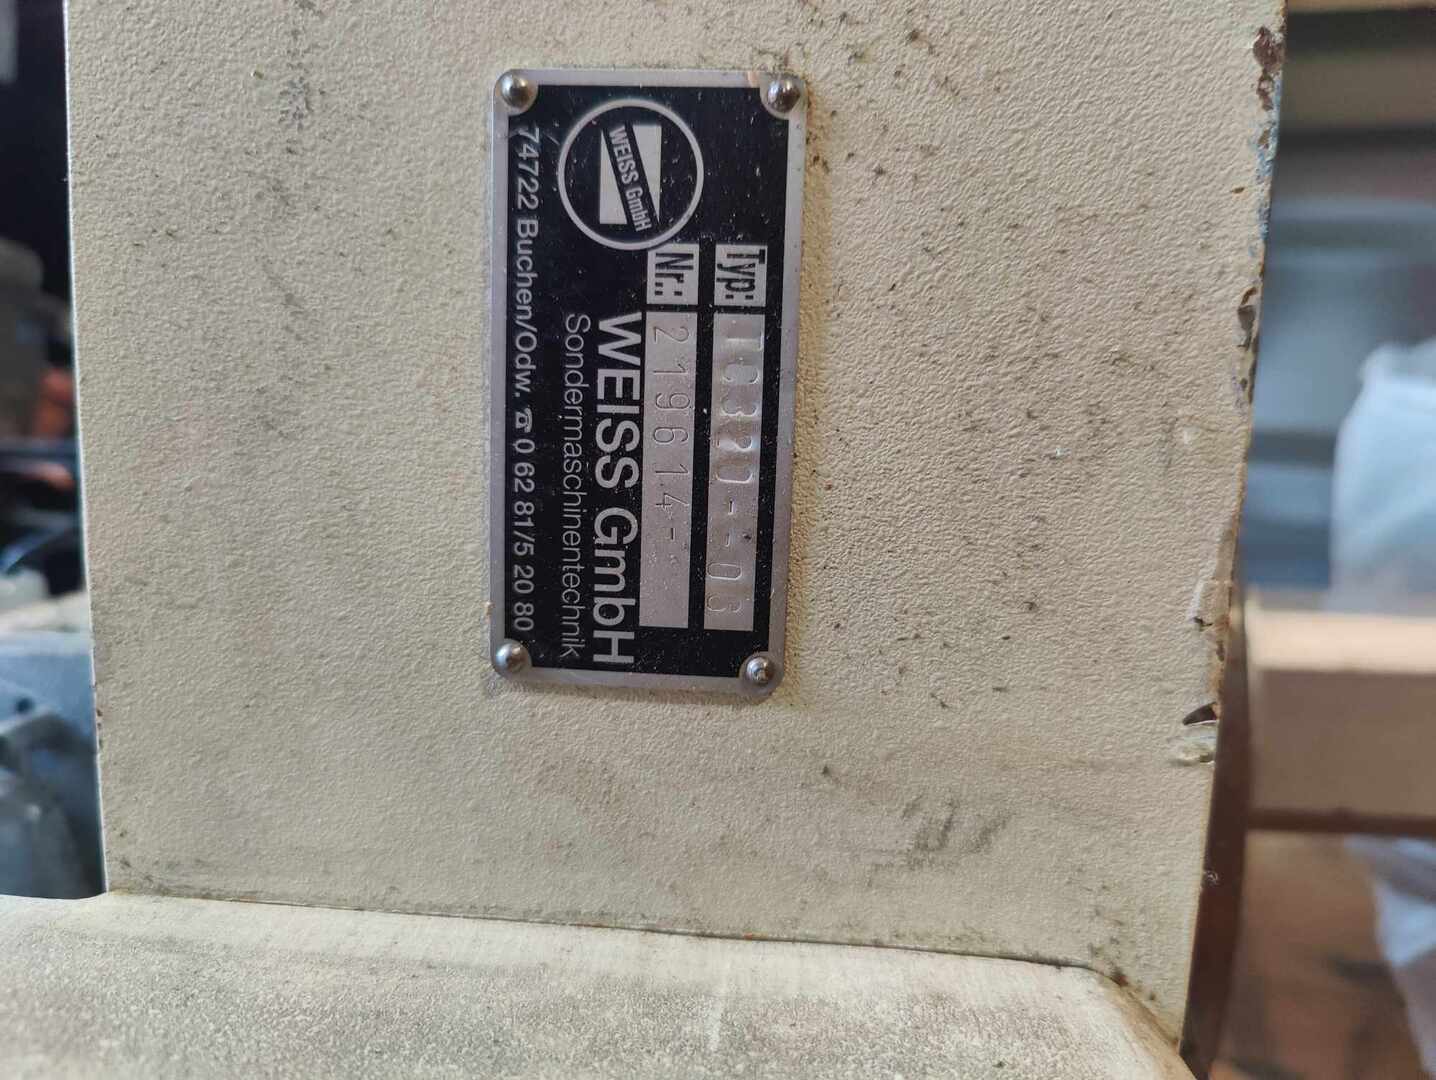 WEISS GmbH
Typ: TC320--06
Nr.: 219614-
WEISS GmbH
Sondermaschinentechnik
74722 Buchen/Odw. ☎ 0 62 81/5 20 80